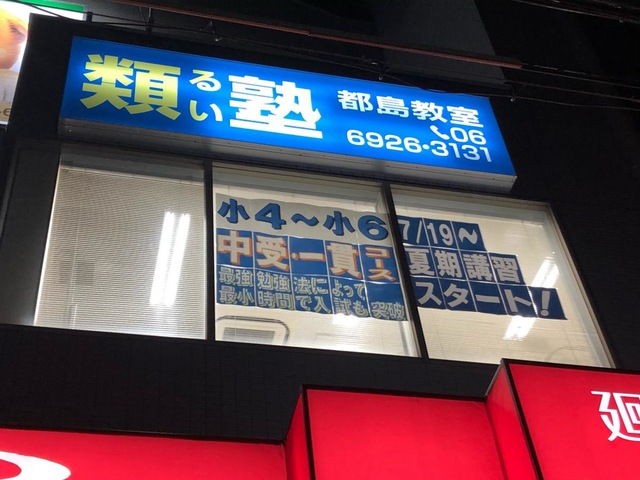 類塾
るい
都島教室
06
6926・3131
小4〜小6
中受・一貫コース
最強勉強法によって
最小時間で入試も突破
7/19〜
夏期講習
スタート!
廻